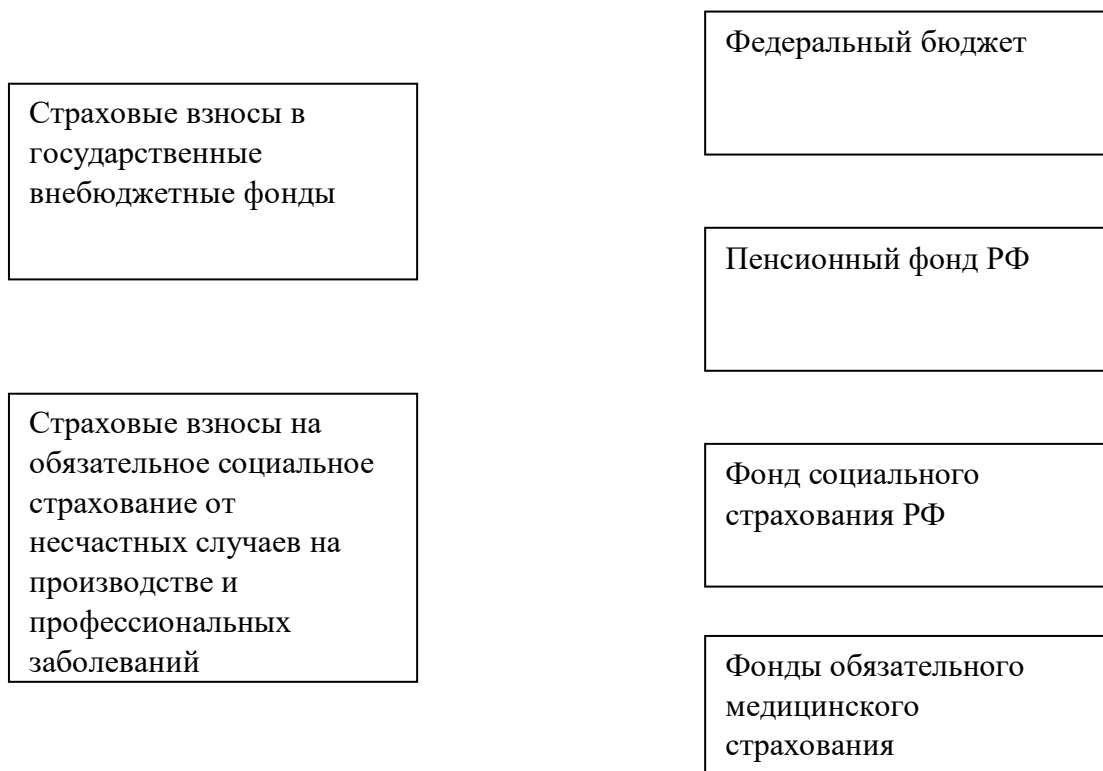 Страховые взносы в
государственные
внебюджетные фонды
Страховые взносы на
обязательное социальное
страхование от
несчастных случаев на
производстве и
профессиональных
заболеваний
Федеральный бюджет
Пенсионный фонд РФ
Фонд социального
страхования РФ
Фонды обязательного
медицинского
страхования